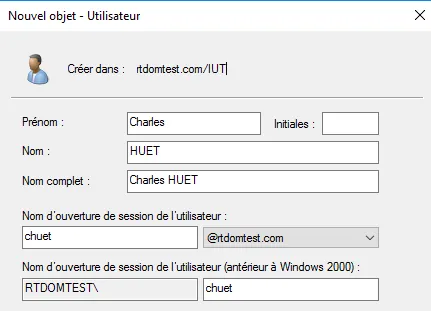 Nouvel objet - Utilisateur
Créer dans : rtdomtest.com/IUT
Prénom : Charles Initiales :
Nom : HUET
Nom complet : Charles HUET
Nom d'ouverture de session de l'utilisateur :
chuet @rtdomtest.com
Nom d'ouverture de session de l'utilisateur (antérieur à Windows 2000) :
RTDOMTEST\ chuet